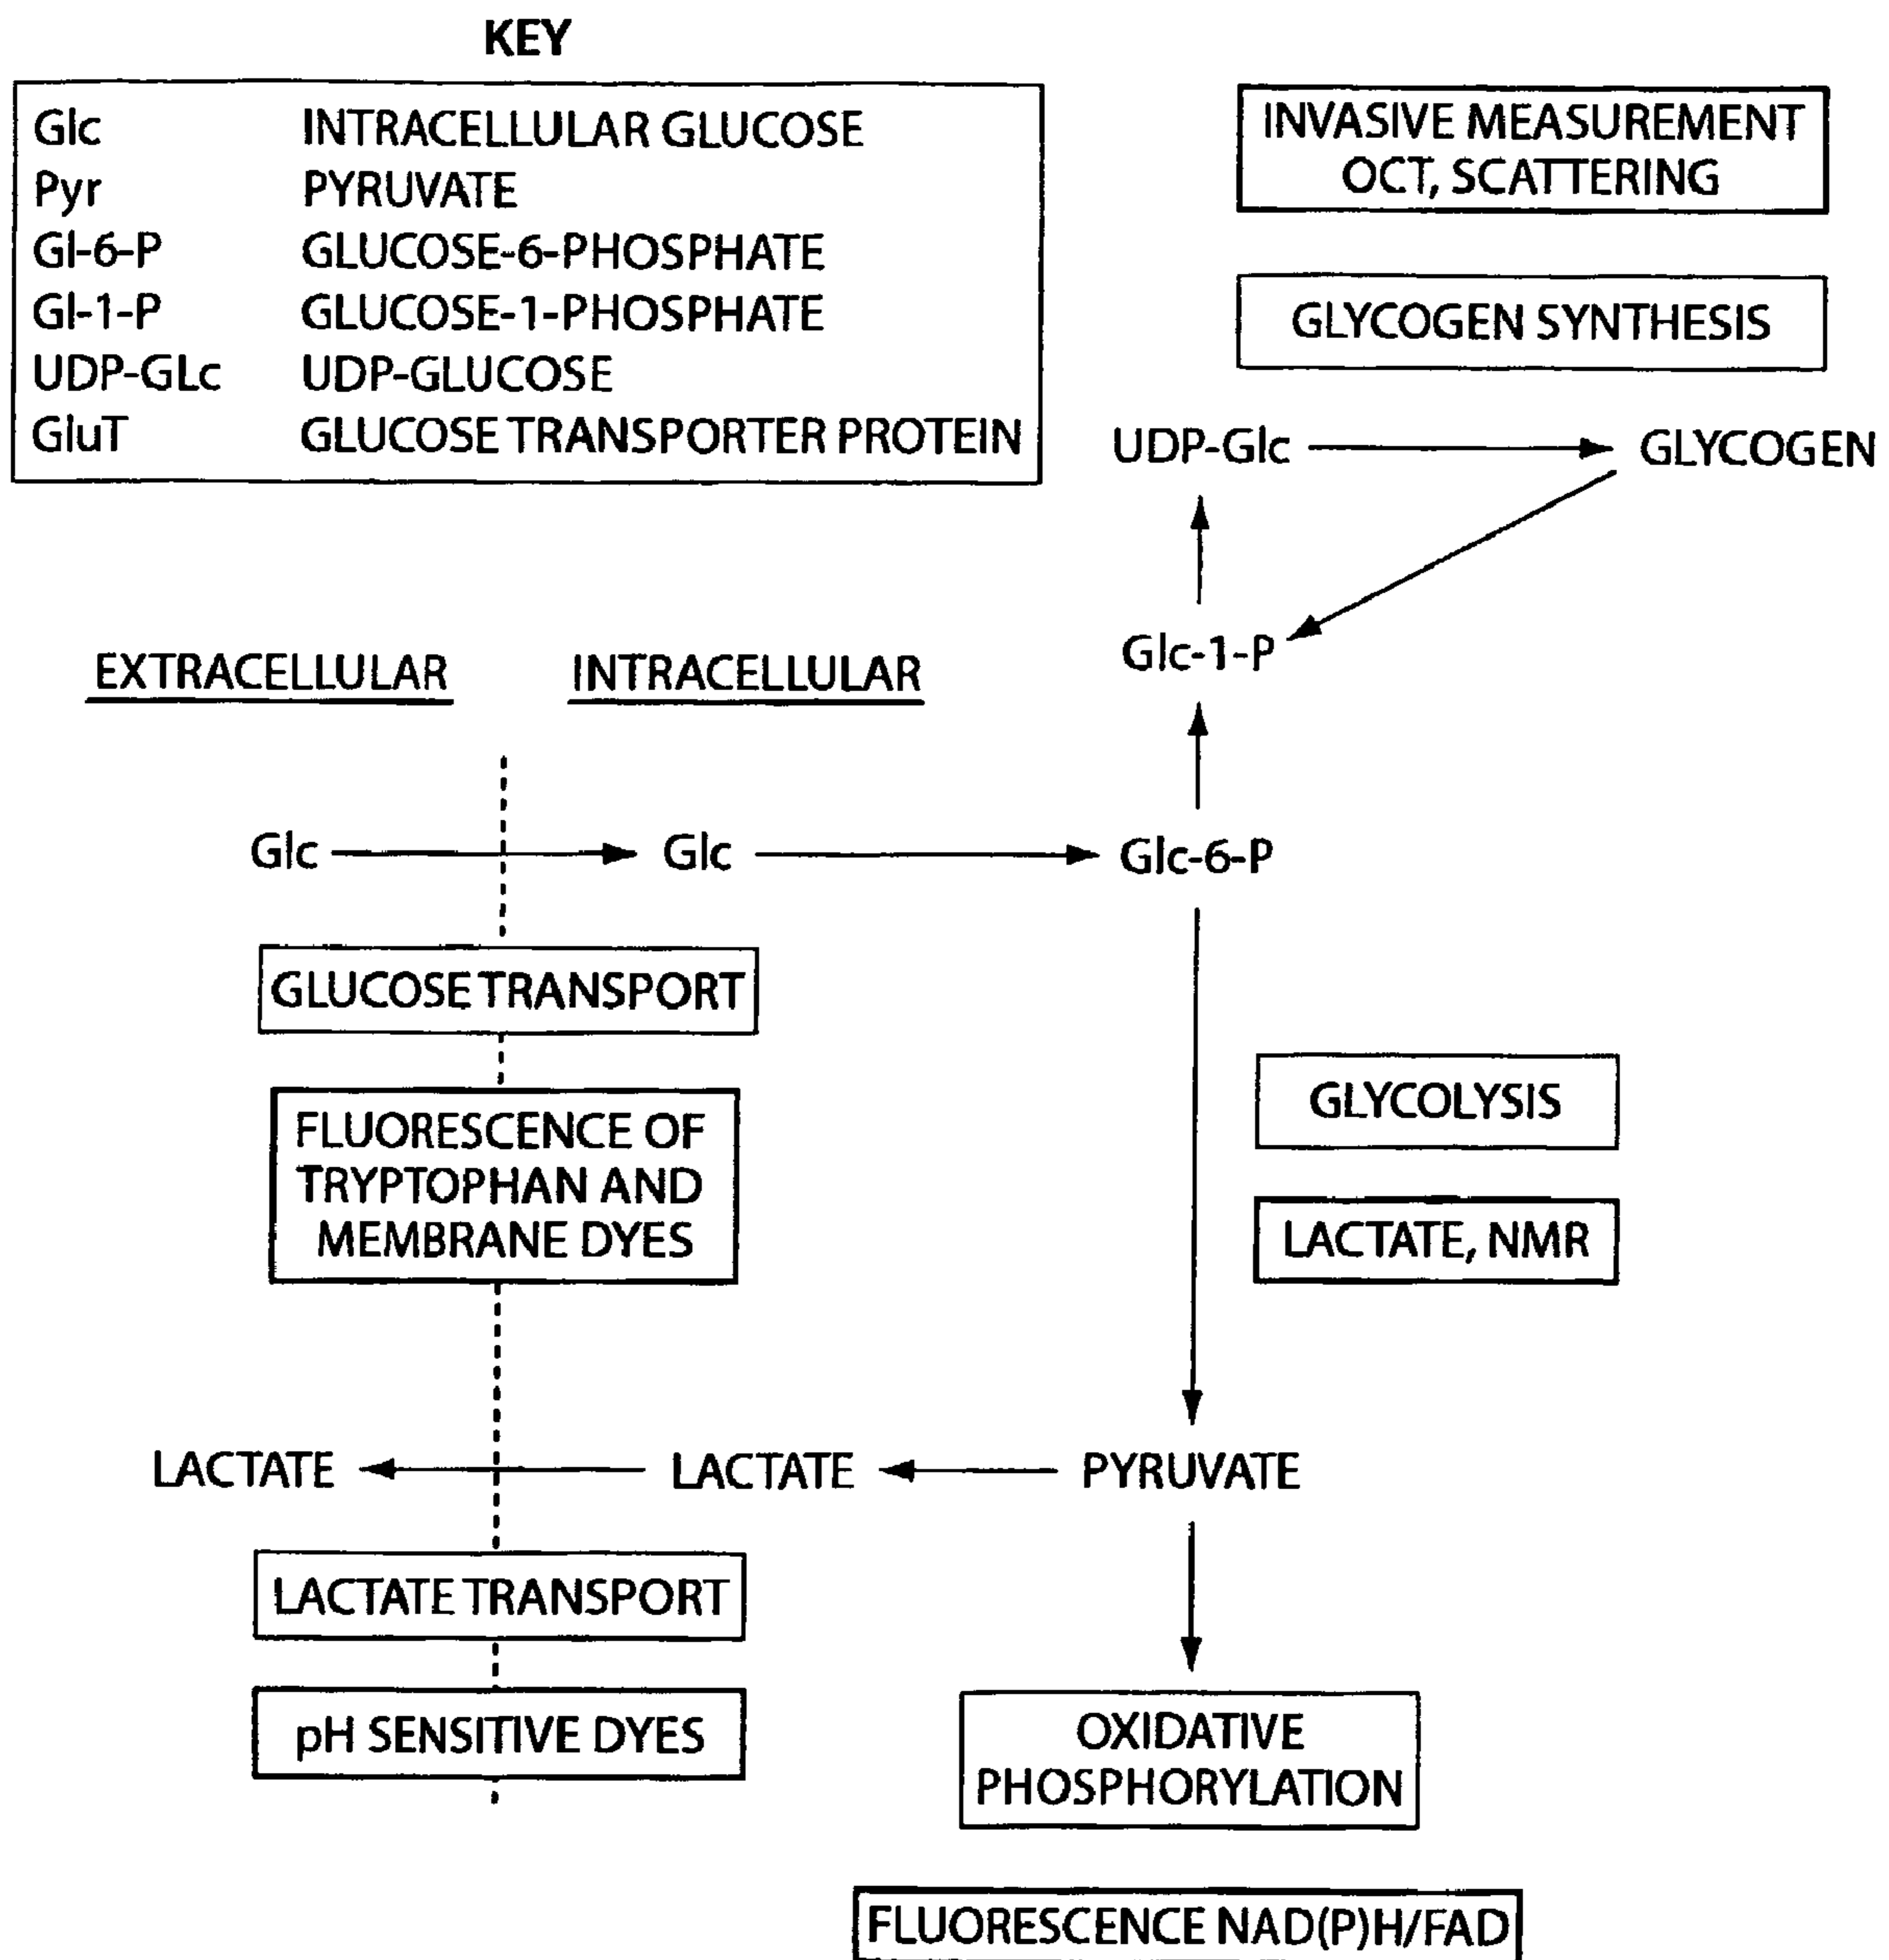 KEY
Glc INTRACELLULAR GLUCOSE
Pyr PYRUVATE
Gl-6-P GLUCOSE-6-PHOSPHATE
Gl-1-P GLUCOSE-1-PHOSPHATE
UDP-GLc UDP-GLUCOSE
GluT GLUCOSE TRANSPORTER PROTEIN
INVASIVE MEASUREMENT
OCT, SCATTERING
GLYCOGEN SYNTHESIS
UDP-Glc GLYCOGEN
Glc-1-P
EXTRACELLULAR INTRACELLULAR
Glc Glc Glc-6-P
GLUCOSE TRANSPORT
FLUORESCENCE OF
TRYPTOPHAN AND
MEMBRANE DYES
GLYCOLYSIS
LACTATE, NMR
LACTATE LACTATE PYRUVATE
LACTATE TRANSPORT
pH SENSITIVE DYES
OXIDATIVE
PHOSPHORYLATION
FLUORESCENCE NAD(P)H/FAD